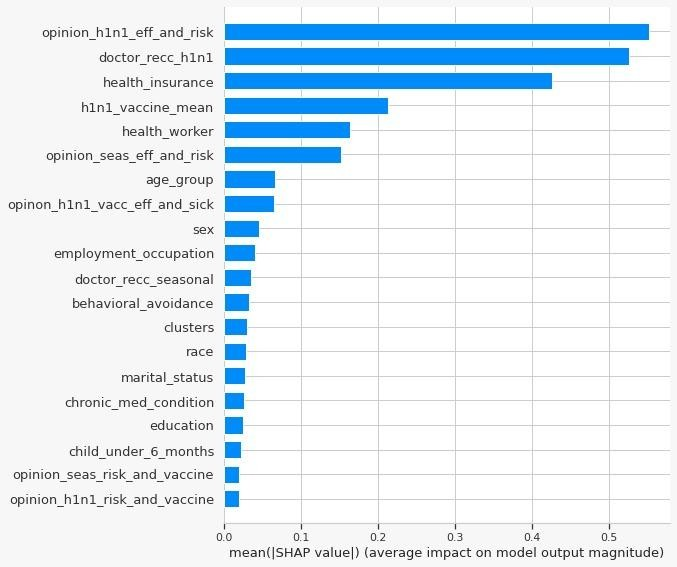 opinion_h1n1_eff_and_risk
doctor_recc_h1n1
health_insurance
h1n1_vaccine_mean
health_worker
opinion_seas_eff_and_risk
age_group
opinon_h1n1_vacc_eff_and_sick
sex
employment_occupation
doctor_recc_seasonal
behavioral_avoidance
clusters
race
marital_status
chronic_med_condition
education
child_under_6_months
opinion_seas_risk_and_vaccine
opinion_h1n1_risk_and_vaccine
0.0 0.1 0.2 0.3 0.4 0.5
mean(|SHAP value|) (average impact on model output magnitude)